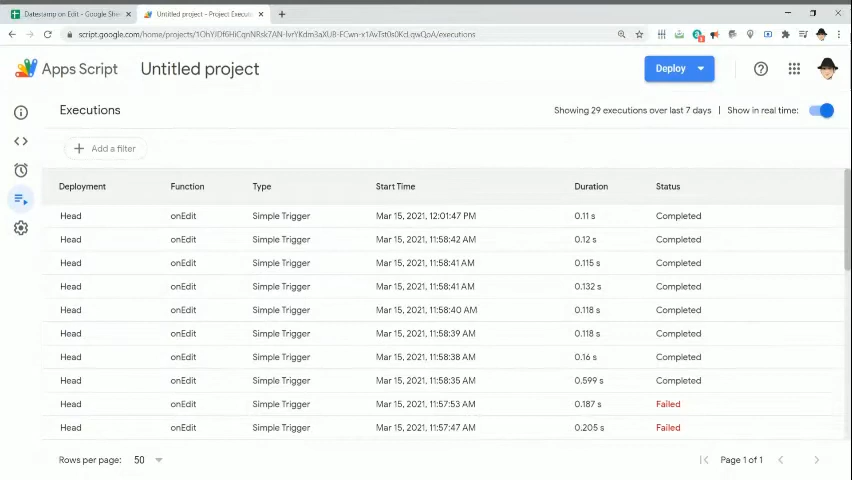 Datestamp on Edit - Google Shee
Untitled project - Project Executi
script.google.com/home/projects/
/executions
Apps Script
Untitled project
Deploy
Executions
Showing 29 executions over last 7 days | Show in real time:
Add a filter
Deployment Function Type Start Time Duration Status
Head onEdit Simple Trigger Mar 15, 2021, 12:01:47 PM 0.11 s Completed
Head onEdit Simple Trigger Mar 15, 2021, 11:58:42 AM 0.12 s Completed
Head onEdit Simple Trigger Mar 15, 2021, 11:58:41 AM 0.115 s Completed
Head onEdit Simple Trigger Mar 15, 2021, 11:58:41 AM 0.132 s Completed
Head onEdit Simple Trigger Mar 15, 2021, 11:58:40 AM 0.118 s Completed
Head onEdit Simple Trigger Mar 15, 2021, 11:58:39 AM 0.118 s Completed
Head onEdit Simple Trigger Mar 15, 2021, 11:58:38 AM 0.16 s Completed
Head onEdit Simple Trigger Mar 15, 2021, 11:58:35 AM 0.599 s Completed
Head onEdit Simple Trigger Mar 15, 2021, 11:57:53 AM 0.187 s Failed
Head onEdit Simple Trigger Mar 15, 2021, 11:57:47 AM 0.205 s Failed
Rows per page: 50
Page 1 of 1